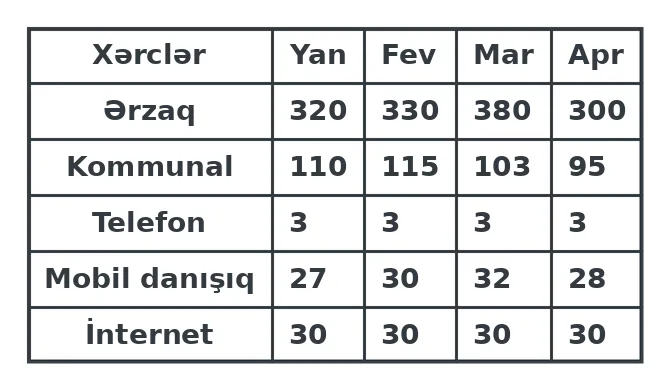 Xərclər Yan Fev Mar Apr
Ərzaq 320 330 380 300
Kommunal 110 115 103 95
Telefon 3 3 3 3
Mobil danışıq 27 30 32 28
İnternet 30 30 30 30